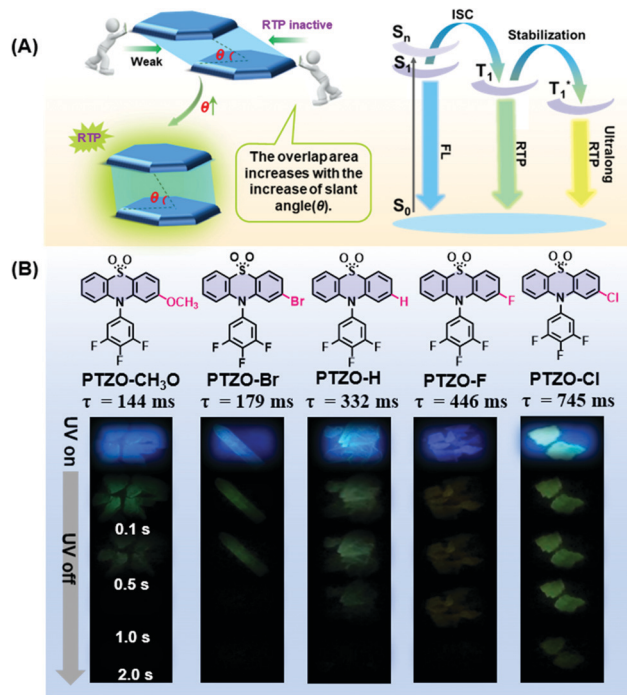 (A)
Weak
RTP inactive
θ
θ↑
RTP
θ
The overlap area
increases with the
increase of slant
angle(θ).
ISC
Stabilization
Sn
S1
T1
T1*
FL
RTP
Ultralong
RTP
S0
(B)
O O
S
N
OCH3
F F
F
O O
S
N
Br
F F
F
O O
S
N
H
F F
F
O O
S
N
F
F F
F
O O
S
N
Cl
F F
F
PTZO-CH3O
PTZO-Br
PTZO-H
PTZO-F
PTZO-Cl
τ = 144 ms
τ = 179 ms
τ = 332 ms
τ = 446 ms
τ = 745 ms
UV on
UV off
0.1 s
0.5 s
1.0 s
2.0 s